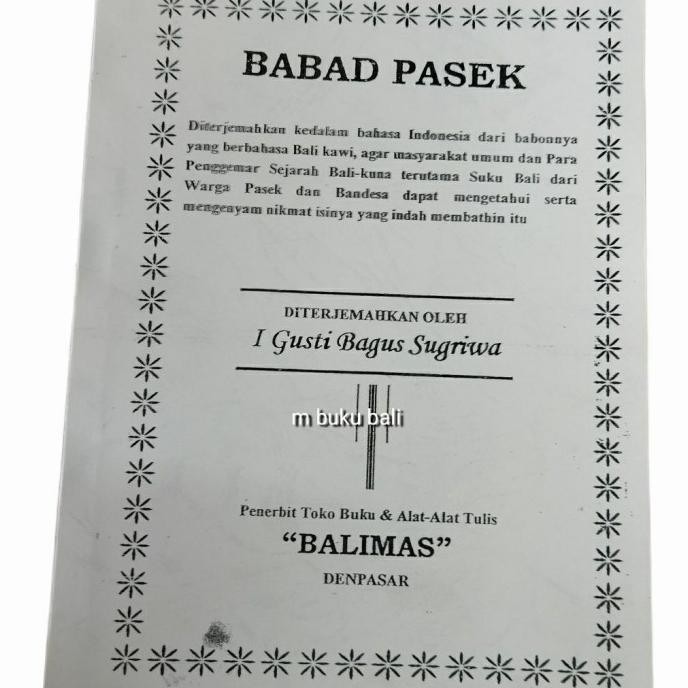 BABAD PASEK
Diterjemahkan kedalam bahasa Indonesia dari babonnya
yang berbahasa Bali kawi, agar masyarakat umum dan Para
Penggemar Sejarah Bali-kuna terutama Suku Bali dari
Warga Pasek dan Bandesa dapat mengetahui serta
mengenyam nikmat isinya yang indah membathin itu
DiTERJEMAHKAN OLEH
I Gusti Bagus Sugriwa
m buku bali
Penerbit Toko Buku & Alat-Alat Tulis
“BALIMAS”
DENPASAR